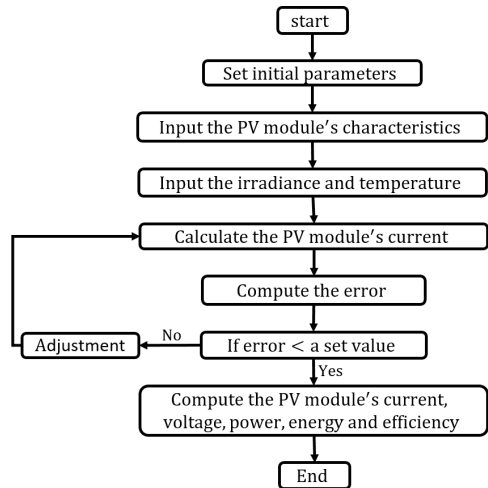 start
Set initial parameters
Input the PV module's characteristics
Input the irradiance and temperature
Calculate the PV module's current
Compute the error
Adjustment
No
If error < a set value
Yes
Compute the PV module's current,
voltage, power, energy and efficiency
End